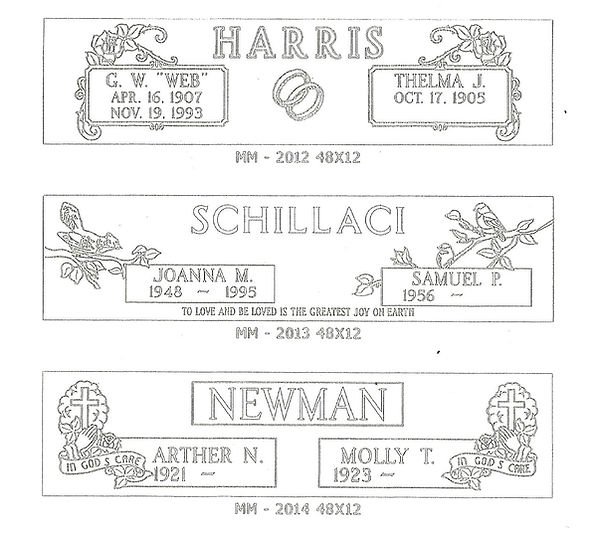 HARRIS
G. W. "WEB"
APR. 16, 1907
NOV. 19, 1993
THELMA J.
OCT. 17, 1905
MM - 2012 48X12
SCHILLACI
JOANNA M.
1948 ~ 1995
SAMUEL P.
1956 ~
TO LOVE AND BE LOVED IS THE GREATEST JOY ON EARTH
MM - 2013 48X12
NEWMAN
ARTHER N.
1921 ~
IN GOD'S CARE
MOLLY T.
1923 ~
IN GOD'S CARE
MM - 2014 48X12